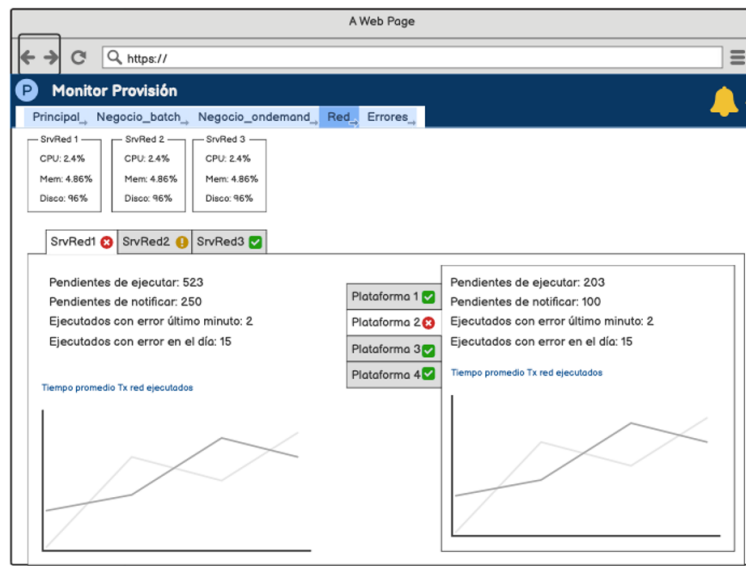 A Web Page
https://
P Monitor Provisión
Principal Negocio_batch Negocio_ondemand Red Errores
SrvRed 1
CPU: 2.4%
Mem: 4.86%
Disco: 96%
SrvRed 2
CPU: 2.4%
Mem: 4.86%
Disco: 96%
SrvRed 3
CPU: 2.4%
Mem: 4.86%
Disco: 96%
SrvRed1 SrvRed2 SrvRed3
Pendientes de ejecutar: 523
Pendientes de notificar: 250
Ejecutados con error último minuto: 2
Ejecutados con error en el día: 15
Tiempo promedio Tx red ejecutados
Plataforma 1
Plataforma 2
Plataforma 3
Plataforma 4
Pendientes de ejecutar: 203
Pendientes de notificar: 100
Ejecutados con error último minuto: 2
Ejecutados con error en el día: 15
Tiempo promedio Tx red ejecutados